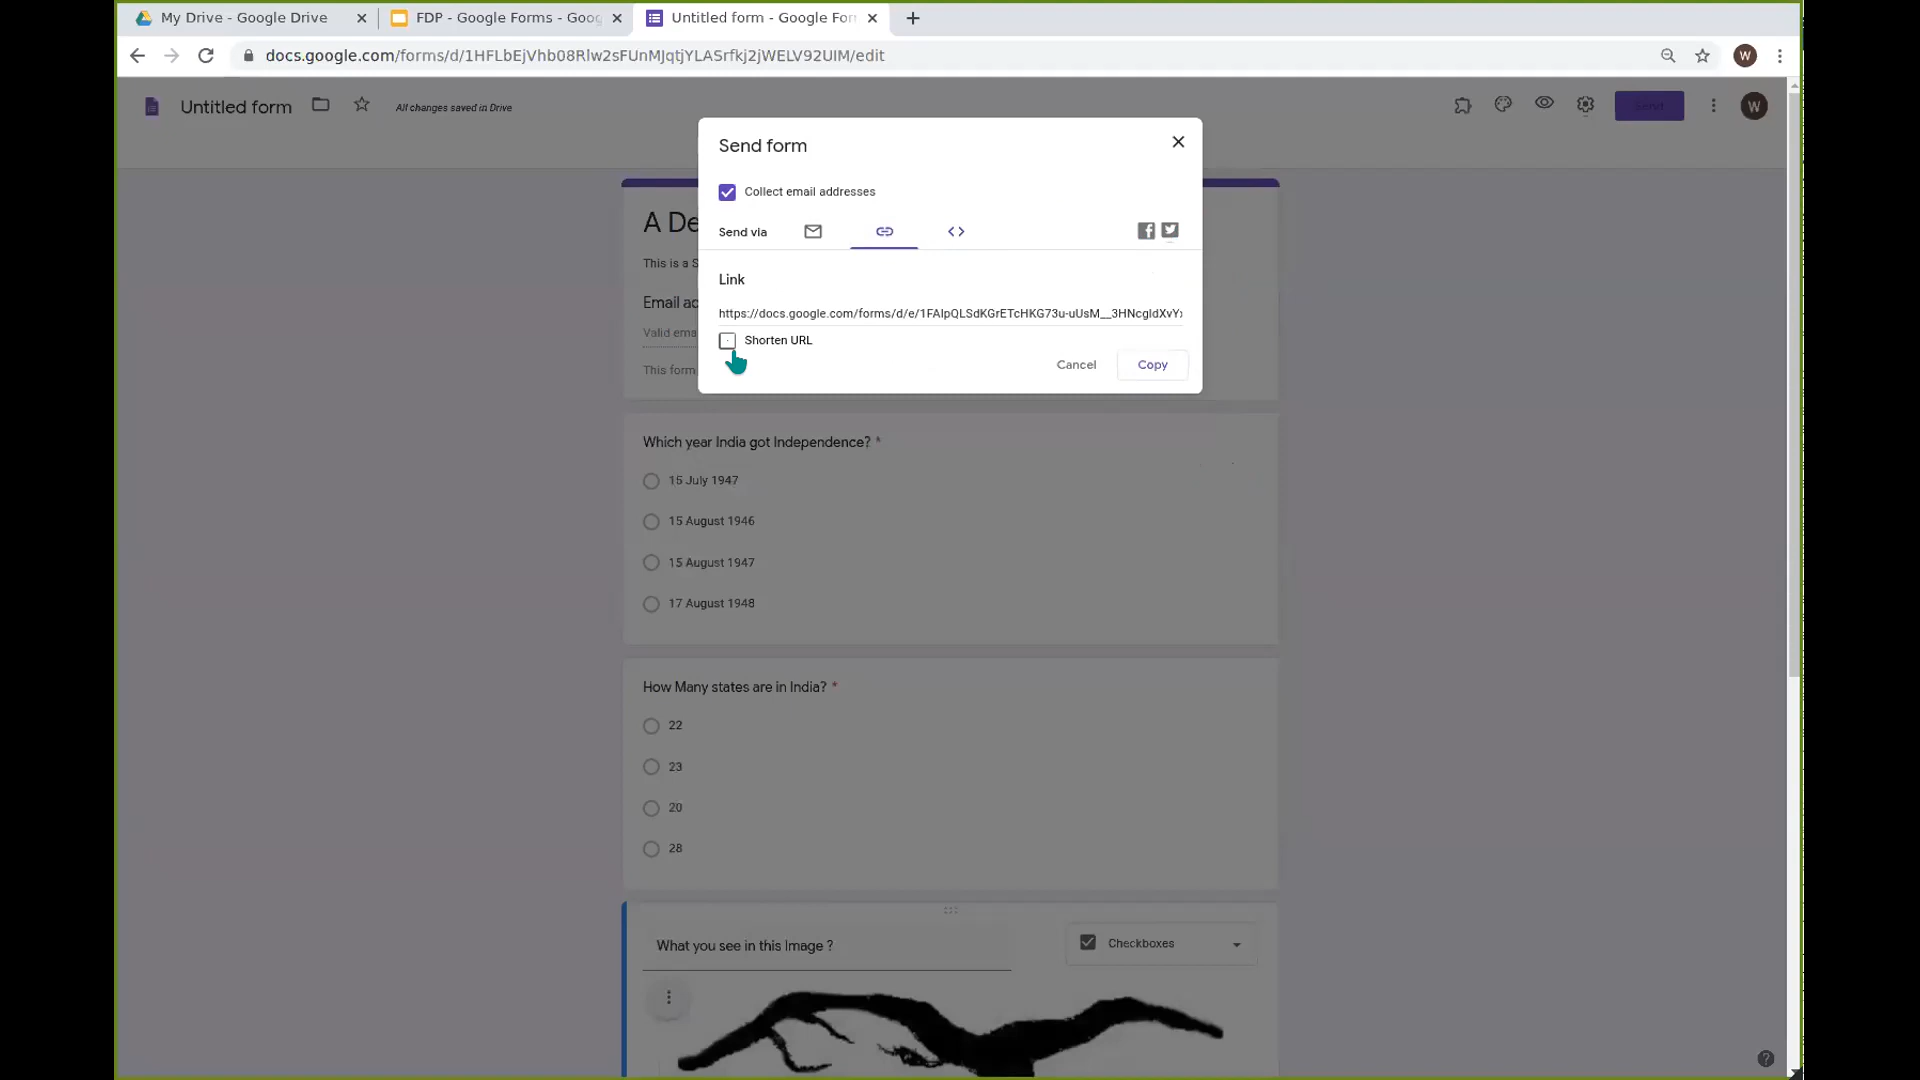 My Drive - Google Drive
FDP - Google Forms - Goog
Untitled form - Google For
docs.google.com/forms/d/1HFLbEjVhb08Rlw2sFUnMJqtjYLASrfkj2jWELV92UIM/edit
W
Untitled form
All changes saved in Drive
Send
W
Send form
Collect email addresses
Send via
Link
https://docs.google.com/forms/d/e/1FAIpQLSdKGrETcHKG73u-uUsM__3HNcgldXvY
Shorten URL
Cancel
Copy
A De
This is a S
Email ad
Valid ema
This form
Which year India got Independence? *
15 July 1947
15 August 1946
15 August 1947
17 August 1948
How Many states are in India? *
22
23
20
28
What you see in this Image ?
Checkboxes